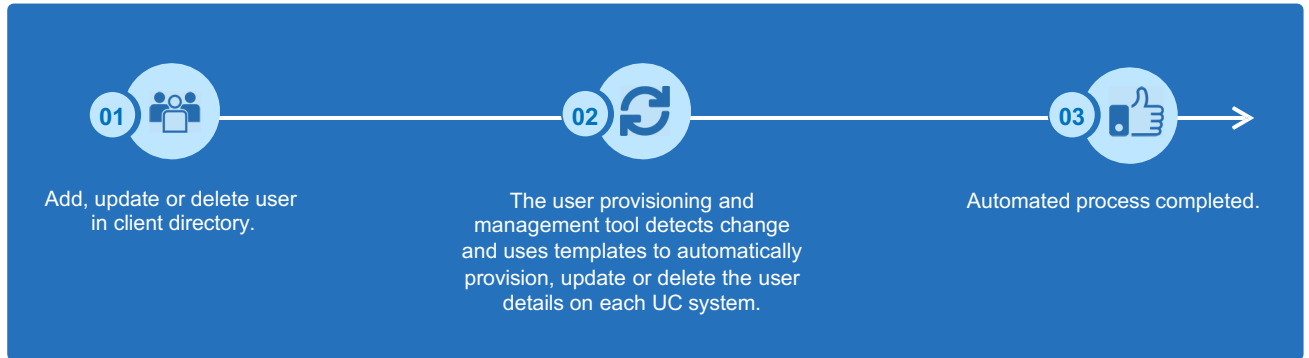 01
Add, update or delete user
in client directory.
02
The user provisioning and
management tool detects change
and uses templates to automatically
provision, update or delete the user
details on each UC system.
03
Automated process completed.